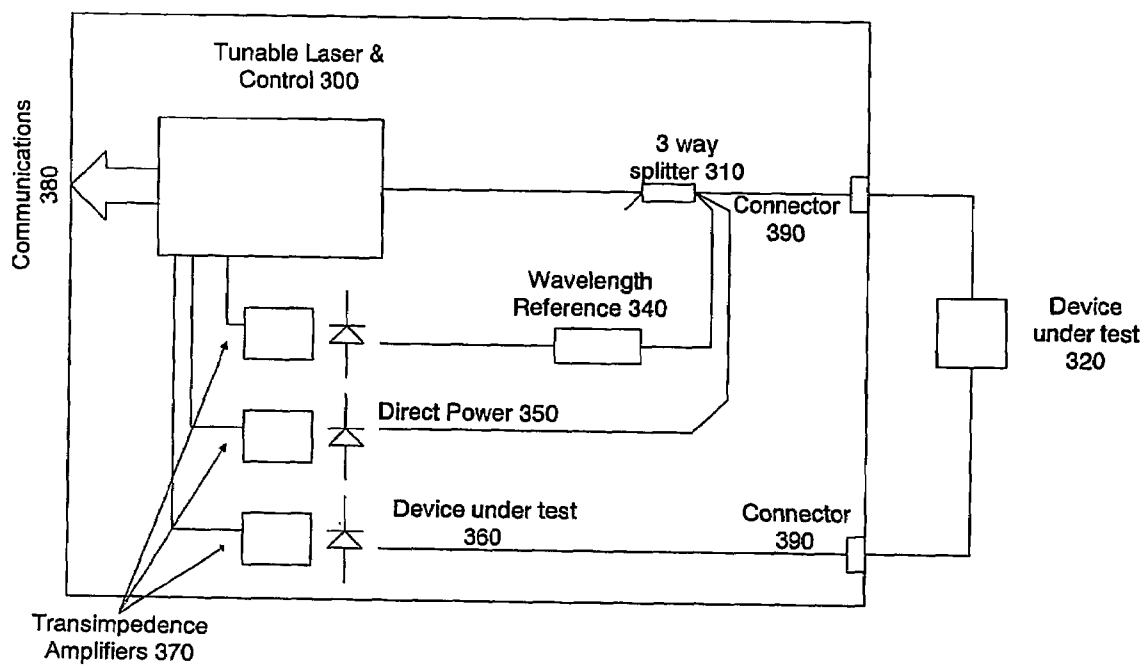 Tunable Laser &
Control 300
Communications
380
3 way
splitter 310
Connector
390
Wavelength
Reference 340
Device
under test
320
Direct Power 350
Device under test
360
Connector
390
Transimpedence
Amplifiers 370